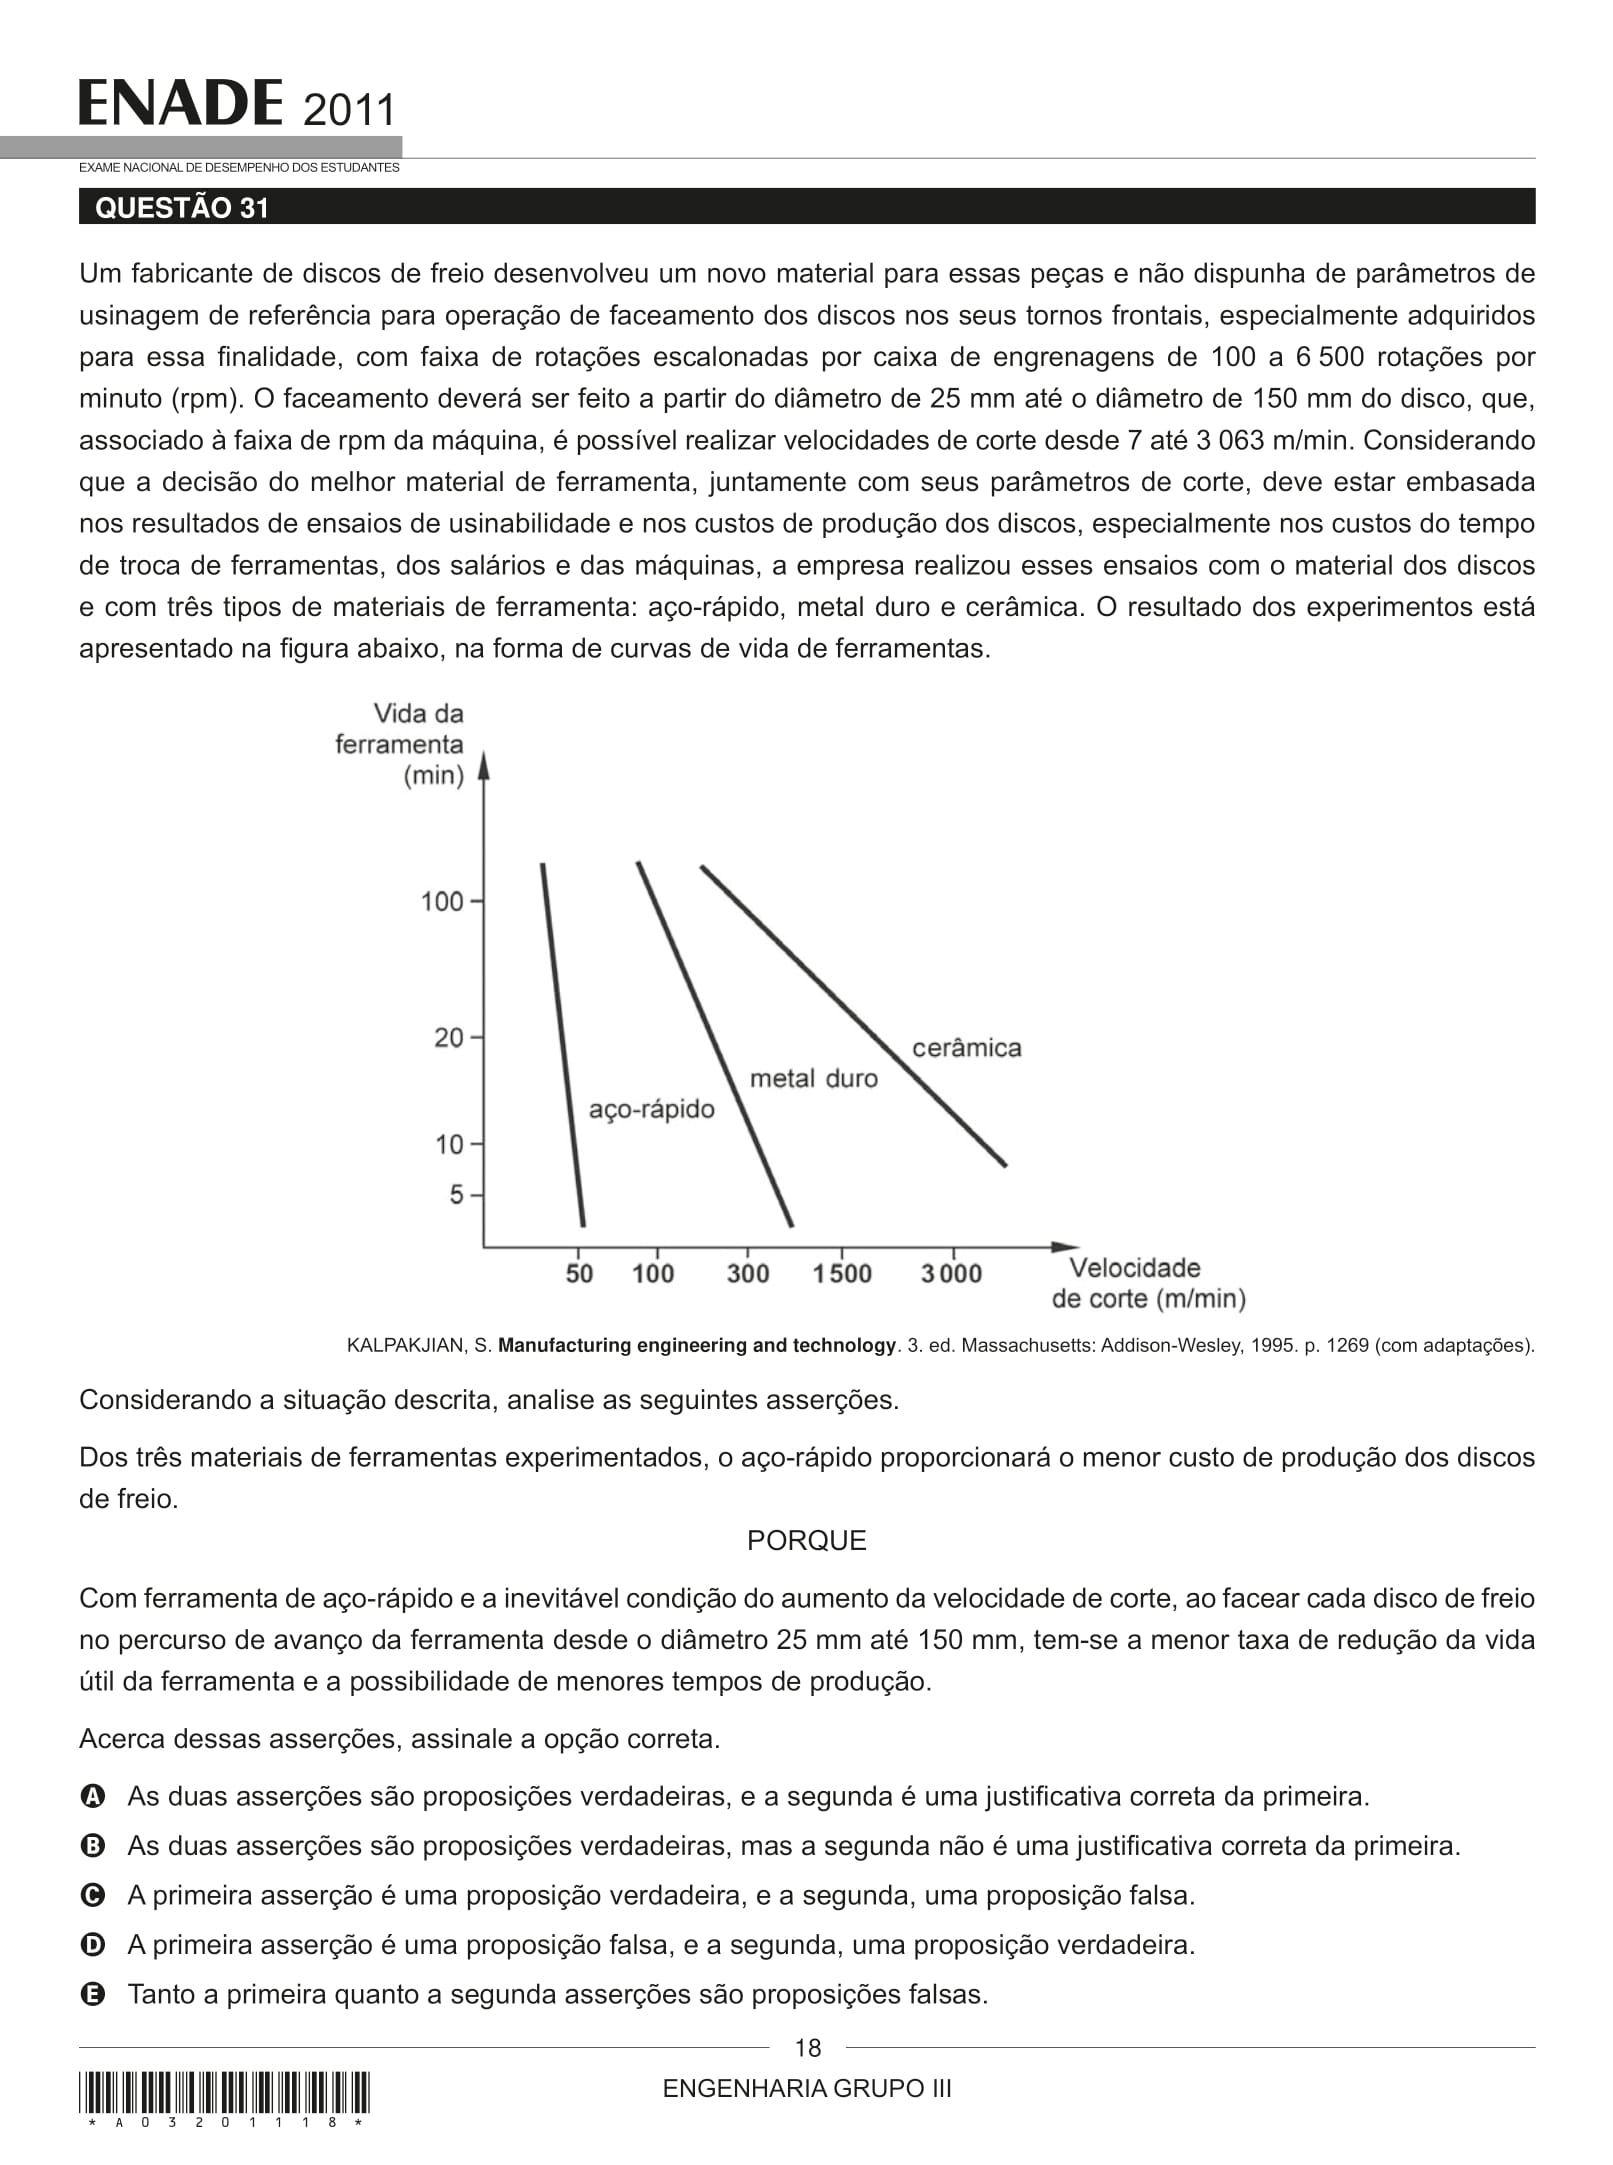 ENADE 2011
EXAME NACIONAL DE DESEMPENHO DOS ESTUDANTES
QUESTÃO 31
Um fabricante de discos de freio desenvolveu um novo material para essas peças e não dispunha de parâmetros de
usinagem de referência para operação de faceamento dos discos nos seus tornos frontais, especialmente adquiridos
para essa finalidade, com faixa de rotações escalonadas por caixa de engrenagens de 100 a 6 500 rotações por
minuto (rpm). O faceamento deverá ser feito a partir do diâmetro de 25 mm até o diâmetro de 150 mm do disco, que,
associado à faixa de rpm da máquina, é possível realizar velocidades de corte desde 7 até 3 063 m/min. Considerando
que a decisão do melhor material de ferramenta, juntamente com seus parâmetros de corte, deve estar embasada
nos resultados de ensaios de usinabilidade e nos custos de produção dos discos, especialmente nos custos do tempo
de troca de ferramentas, dos salários e das máquinas, a empresa realizou esses ensaios com o material dos discos
e com três tipos de materiais de ferramenta: aço-rápido, metal duro e cerâmica. O resultado dos experimentos está
apresentado na figura abaixo, na forma de curvas de vida de ferramentas.
Vida da
ferramenta
(min)
100
20
cerâmica
metal duro
aço-rápido
10
5
50 100 300 1 500 3 000
Velocidade
de corte (m/min)
KALPAKJIAN, S. Manufacturing engineering and technology. 3. ed. Massachusetts: Addison-Wesley, 1995. p. 1269 (com adaptações).
Considerando a situação descrita, analise as seguintes asserções.
Dos três materiais de ferramentas experimentados, o aço-rápido proporcionará o menor custo de produção dos discos
de freio.
PORQUE
Com ferramenta de aço-rápido e a inevitável condição do aumento da velocidade de corte, ao facear cada disco de freio
no percurso de avanço da ferramenta desde o diâmetro 25 mm até 150 mm, tem-se a menor taxa de redução da vida
útil da ferramenta e a possibilidade de menores tempos de produção.
Acerca dessas asserções, assinale a opção correta.
A As duas asserções são proposições verdadeiras, e a segunda é uma justificativa correta da primeira.
B As duas asserções são proposições verdadeiras, mas a segunda não é uma justificativa correta da primeira.
C A primeira asserção é uma proposição verdadeira, e a segunda, uma proposição falsa.
D A primeira asserção é uma proposição falsa, e a segunda, uma proposição verdadeira.
E Tanto a primeira quanto a segunda asserções são proposições falsas.
18
ENGENHARIA GRUPO III
* A 0 3 2 0 1 1 1 8 *